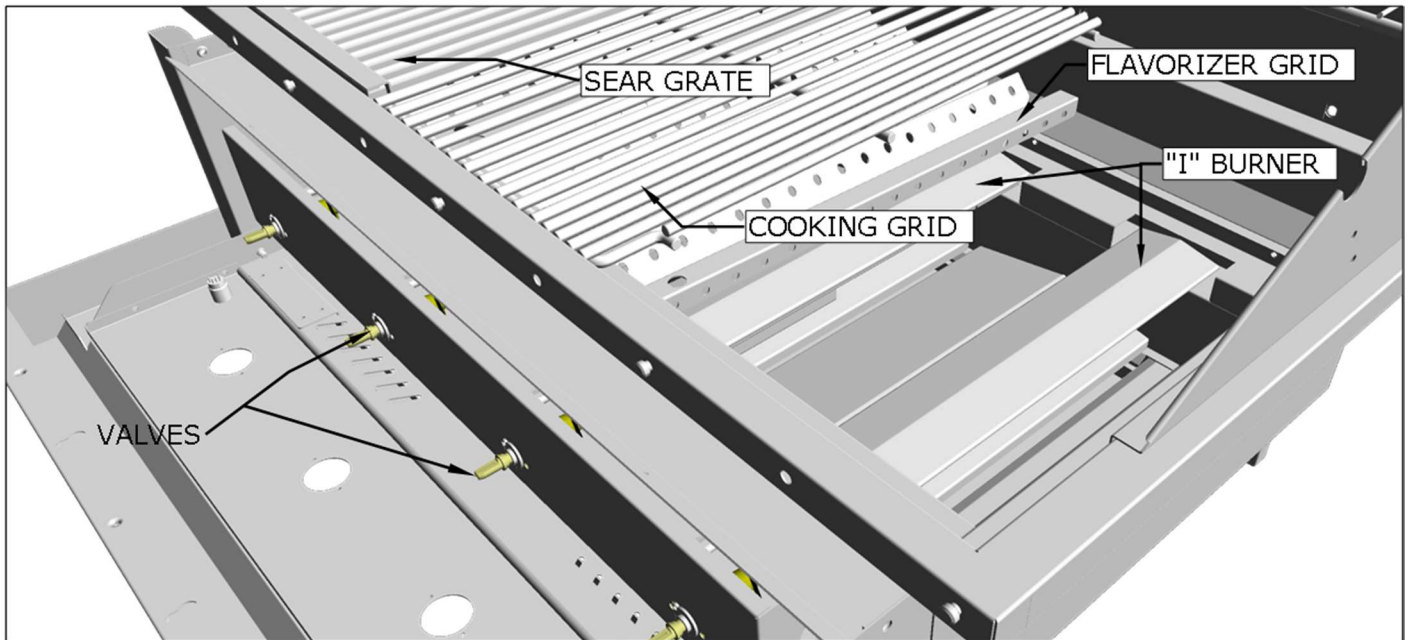 SEAR GRATE
FLAVORIZER GRID
"I" BURNER
COOKING GRID
VALVES